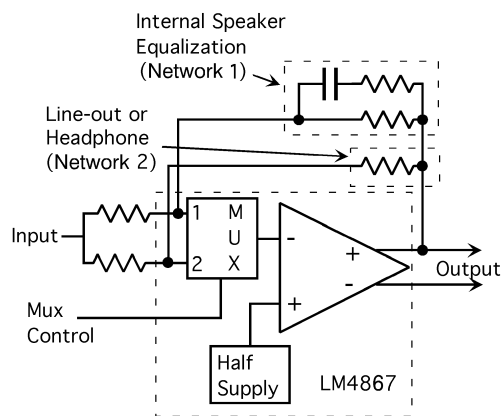 Internal Speaker
Equalization
(Network 1)
Line-out or
Headphone
(Network 2)
1 M
U
2 X
Input
-
+
+
-
Output
Mux
Control
Half
Supply
LM4867